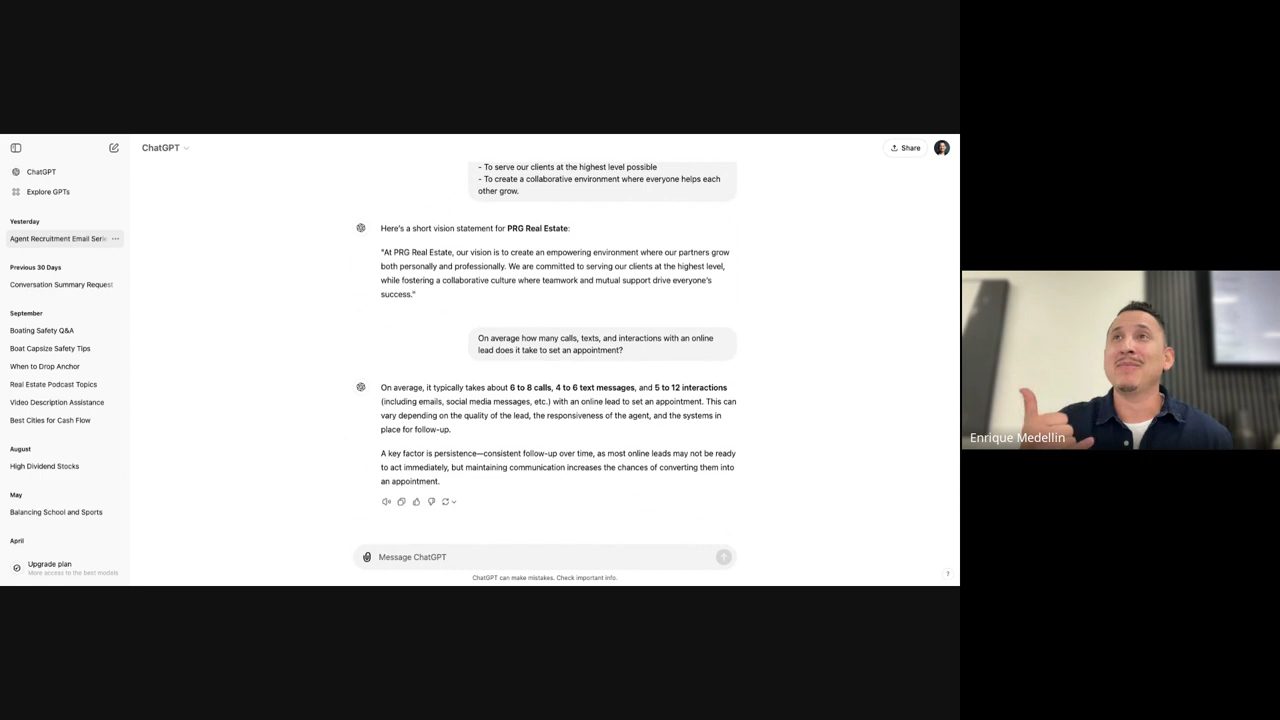 ChatGPT
Explore GPTs
Yesterday
Agent Recruitment Email Serie
Previous 30 Days
Conversation Summary Request
September
Boating Safety Q&A
Boat Capsize Safety Tips
When to Drop Anchor
Real Estate Podcast Topics
Video Description Assistance
Best Cities for Cash Flow
August
High Dividend Stocks
May
Balancing School and Sports
April
Upgrade plan
More access to the best models
ChatGPT
Share
- To serve our clients at the highest level possible
- To create a collaborative environment where everyone helps each
other grow.
Here's a short vision statement for PRG Real Estate:
"At PRG Real Estate, our vision is to create an empowering environment where our partners grow
both personally and professionally. We are committed to serving our clients at the highest level,
while fostering a collaborative culture where teamwork and mutual support drive everyone's
success."
On average how many calls, texts, and interactions with an online
lead does it take to set an appointment?
On average, it typically takes about 6 to 8 calls, 4 to 6 text messages, and 5 to 12 interactions
(including emails, social media messages, etc.) with an online lead to set an appointment. This can
vary depending on the quality of the lead, the responsiveness of the agent, and the systems in
place for follow-up.
A key factor is persistence—consistent follow-up over time, as most online leads may not be ready
to act immediately, but maintaining communication increases the chances of converting them into
an appointment.
Message ChatGPT
ChatGPT can make mistakes. Check important info.
?
Enrique Medellin